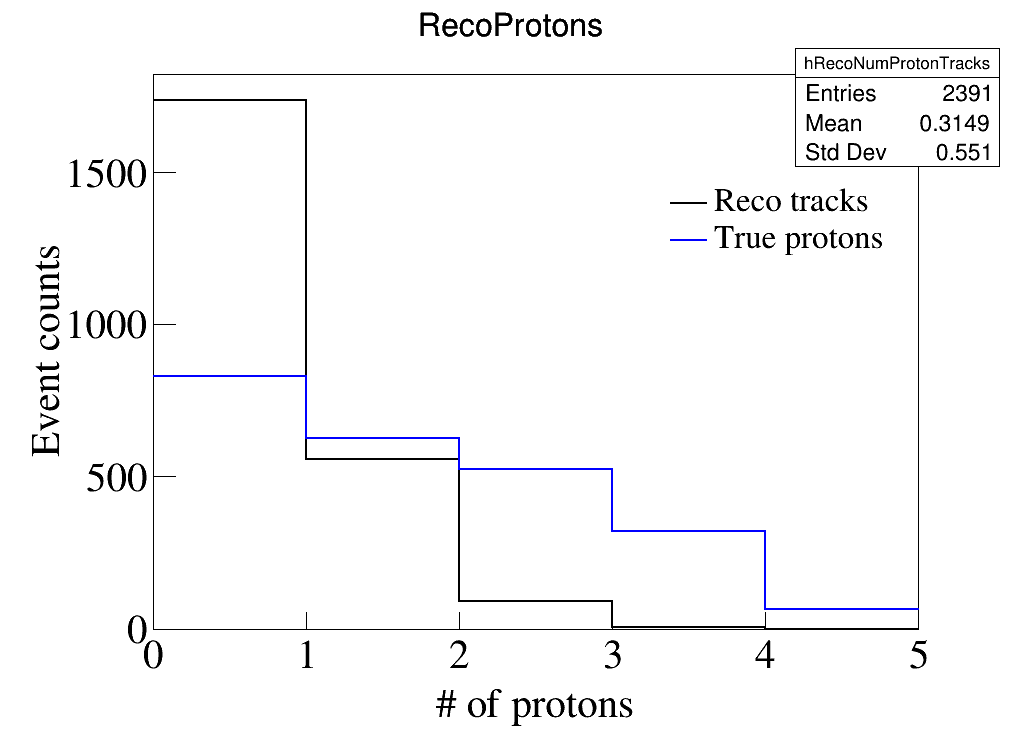 RecoProtons
hRecoNumProtonTracks
Entries 2391
Mean 0.3149
Std Dev 0.551
Reco tracks
True protons
Event counts
1500
1000
500
0
0 1 2 3 4 5
# of protons